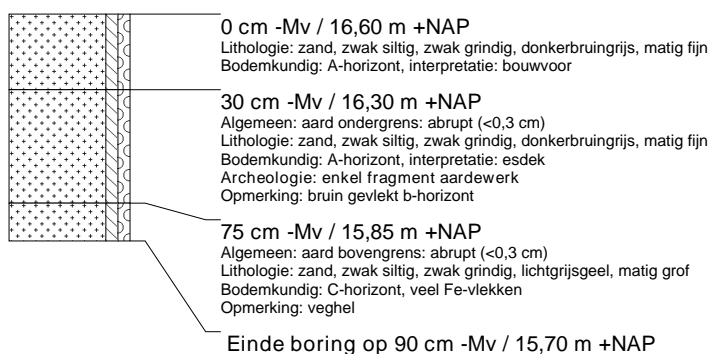 0 cm -Mv / 16,60 m +NAP
Lithologie: zand, zwak siltig, zwak grindig, donkerbruingrijs, matig fijn
Bodemkundig: A-horizont, interpretatie: bouwvoor
30 cm -Mv / 16,30 m +NAP
Algemeen: aard ondergrens: abrupt (<0,3 cm)
Lithologie: zand, zwak siltig, zwak grindig, donkerbruingrijs, matig fijn
Bodemkundig: A-horizont, interpretatie: esdek
Archeologie: enkel fragment aardewerk
Opmerking: bruin gevlekt b-horizont
75 cm -Mv / 15,85 m +NAP
Algemeen: aard bovengrens: abrupt (<0,3 cm)
Lithologie: zand, zwak siltig, zwak grindig, lichtgrijsgeel, matig grof
Bodemkundig: C-horizont, veel Fe-vlekken
Opmerking: veghel
Einde boring op 90 cm -Mv / 15,70 m +NAP